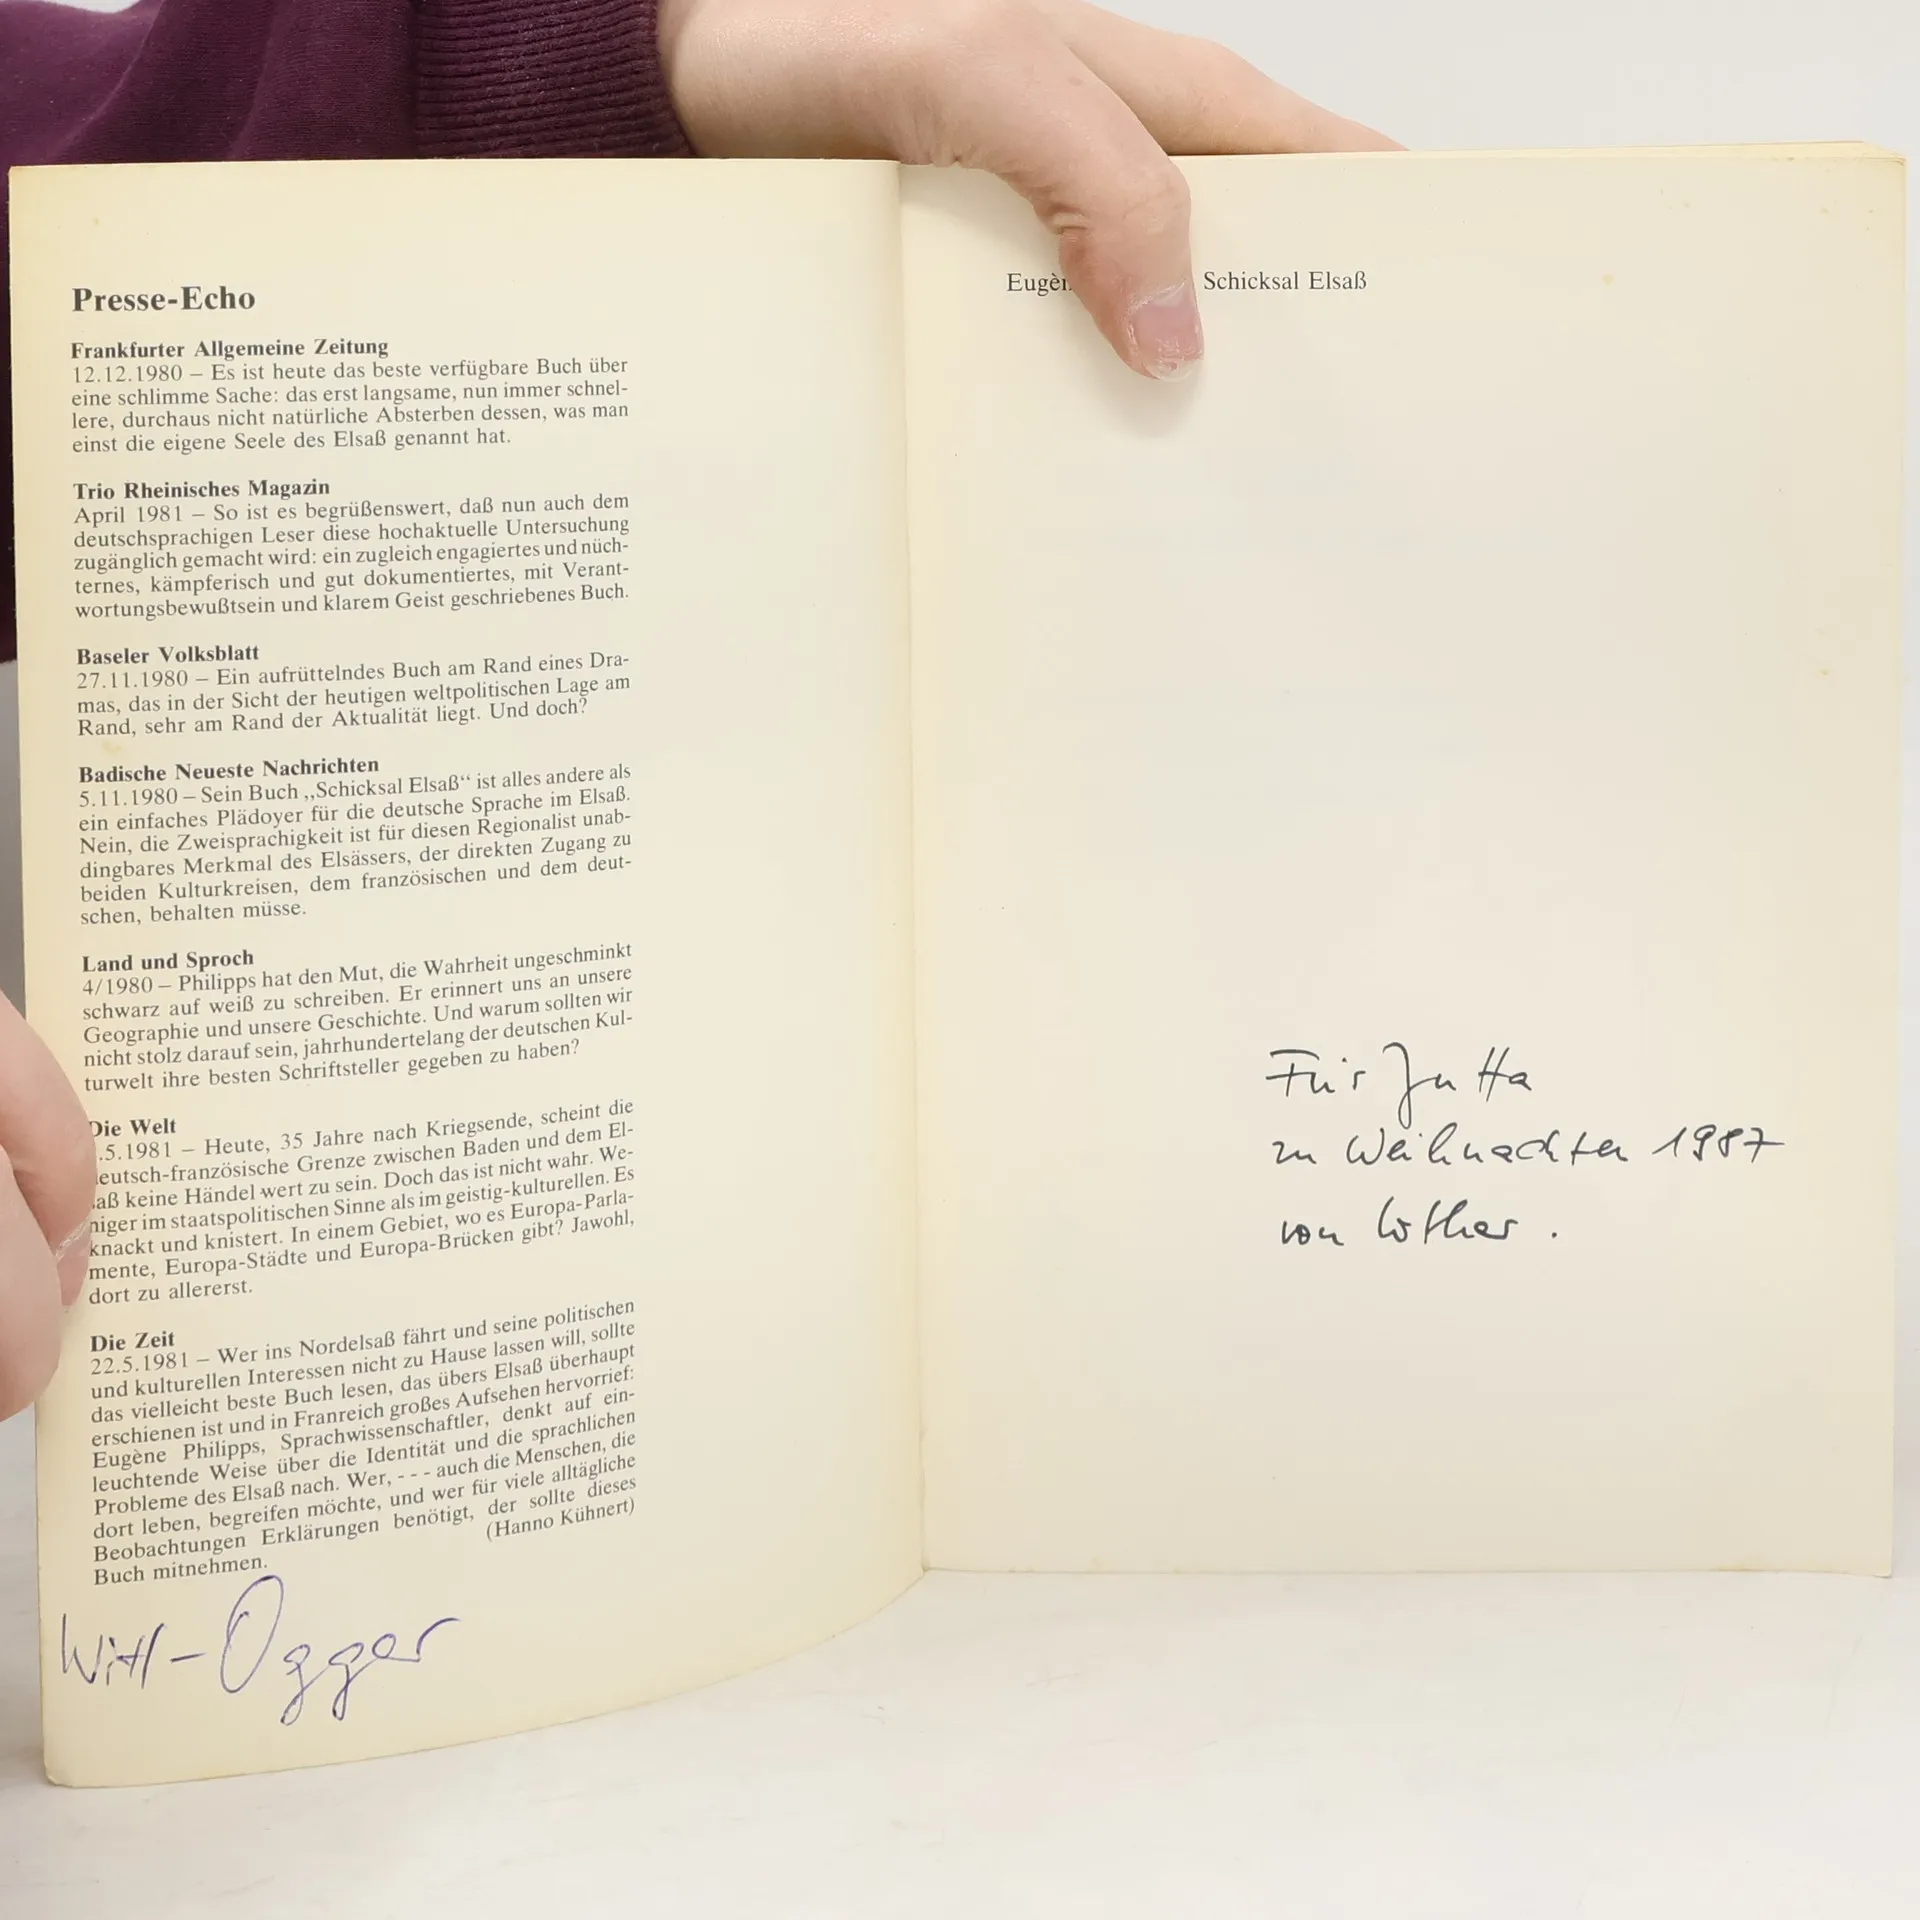 Presse-Echo
Frankfurter Allgemeine Zeitung
12.12.1980 – Es ist heute das beste verfügbare Buch über
eine schlimme Sache: das erst langsame, nun immer schnel-
lere, durchaus nicht natürliche Absterben dessen, was man
einst die eigene Seele des Elsaß genannt hat.
Trio Rheinisches Magazin
April 1981 – So ist es begrüßenswert, daß nun auch dem
deutschsprachigen Leser diese hochaktuelle Untersuchung
zugänglich gemacht wird: ein zugleich engagiertes und nüch-
ternes, kämpferisch und gut dokumentiertes, mit Verant-
wortungsbewußtsein und klarem Geist geschriebenes Buch.
Baseler Volksblatt
27.11.1980 – Ein aufrüttelndes Buch am Rand eines Dra-
mas, das in der Sicht der heutigen weltpolitischen Lage am
Rand, sehr am Rand der Aktualität liegt. Und doch?
Badische Neueste Nachrichten
5.11.1980 – Sein Buch „Schicksal Elsaß“ ist alles andere als
ein einfaches Plädoyer für die deutsche Sprache im Elsaß.
Nein, die Zweisprachigkeit ist für diesen Regionalist unab-
dingbares Merkmal des Elsässers, der direkten Zugang zu
beiden Kulturkreisen, dem französischen und dem deut-
schen, behalten müsse.
Land und Sproch
4/1980 – Philipps hat den Mut, die Wahrheit ungeschminkt
schwarz auf weiß zu schreiben. Er erinnert uns an unsere
Geographie und unsere Geschichte. Und warum sollten wir
nicht stolz darauf sein, jahrhundertelang der deutschen Kul-
turwelt ihre besten Schriftsteller gegeben zu haben?
Die Welt
.5.1981 – Heute, 35 Jahre nach Kriegsende, scheint die
eutsch-französische Grenze zwischen Baden und dem El-
aß keine Händel wert zu sein. Doch das ist nicht wahr. We-
niger im staatspolitischen Sinne als im geistig-kulturellen. Es
knackt und knistert. In einem Gebiet, wo es Europa-Parla-
mente, Europa-Städte und Europa-Brücken gibt? Jawohl,
dort zu allererst.
Die Zeit
22.5.1981 – Wer ins Nordelsaß fährt und seine politischen
und kulturellen Interessen nicht zu Hause lassen will, sollte
das vielleicht beste Buch lesen, das übers Elsaß überhaupt
erschienen ist und in Franreich großes Aufsehen hervorrief:
Eugène Philipps, Sprachwissenschaftler, denkt auf ein-
leuchtende Weise über die Identität und die sprachlichen
Probleme des Elsaß nach. Wer, - - - auch die Menschen, die
dort leben, begreifen möchte, und wer für viele alltägliche
Beobachtungen Erklärungen benötigt, der sollte dieses
Buch mitnehmen. (Hanno Kühnert)
Wittl-Ogger
Eugèn Schicksal Elsaß
Für Jutta
zu Weihnachten 1987
von Lothar.